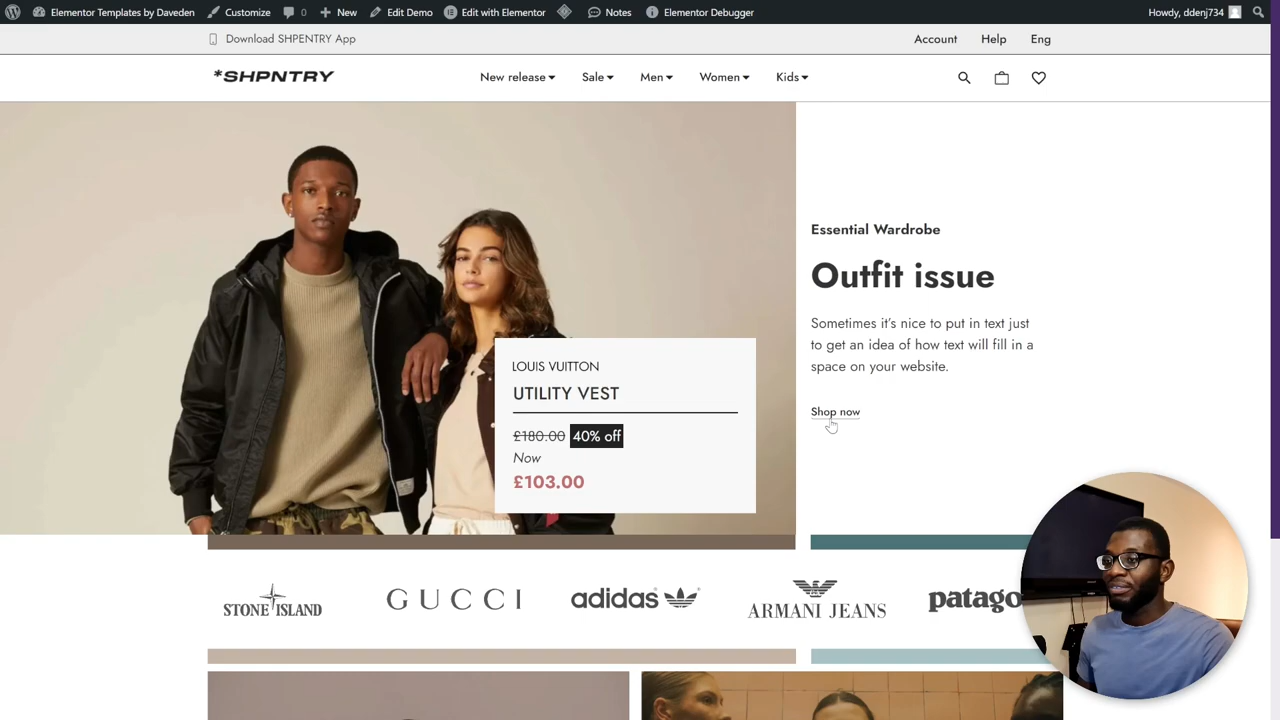 Elementor Templates by Daveden Customize 0 New Edit Demo Edit with Elementor Notes Elementor Debugger Howdy, ddenj734
Download SHPENTRY App Account Help Eng
*SHPNTRY New release Sale Men Women Kids
Essential Wardrobe
Outfit issue
Sometimes it's nice to put in text just
to get an idea of how text will fill in a
space on your website.
Shop now
LOUIS VUITTON
UTILITY VEST
£180.00 40% off
Now
£103.00
STONE ISLAND GUCCI adidas ARMANI JEANS patago